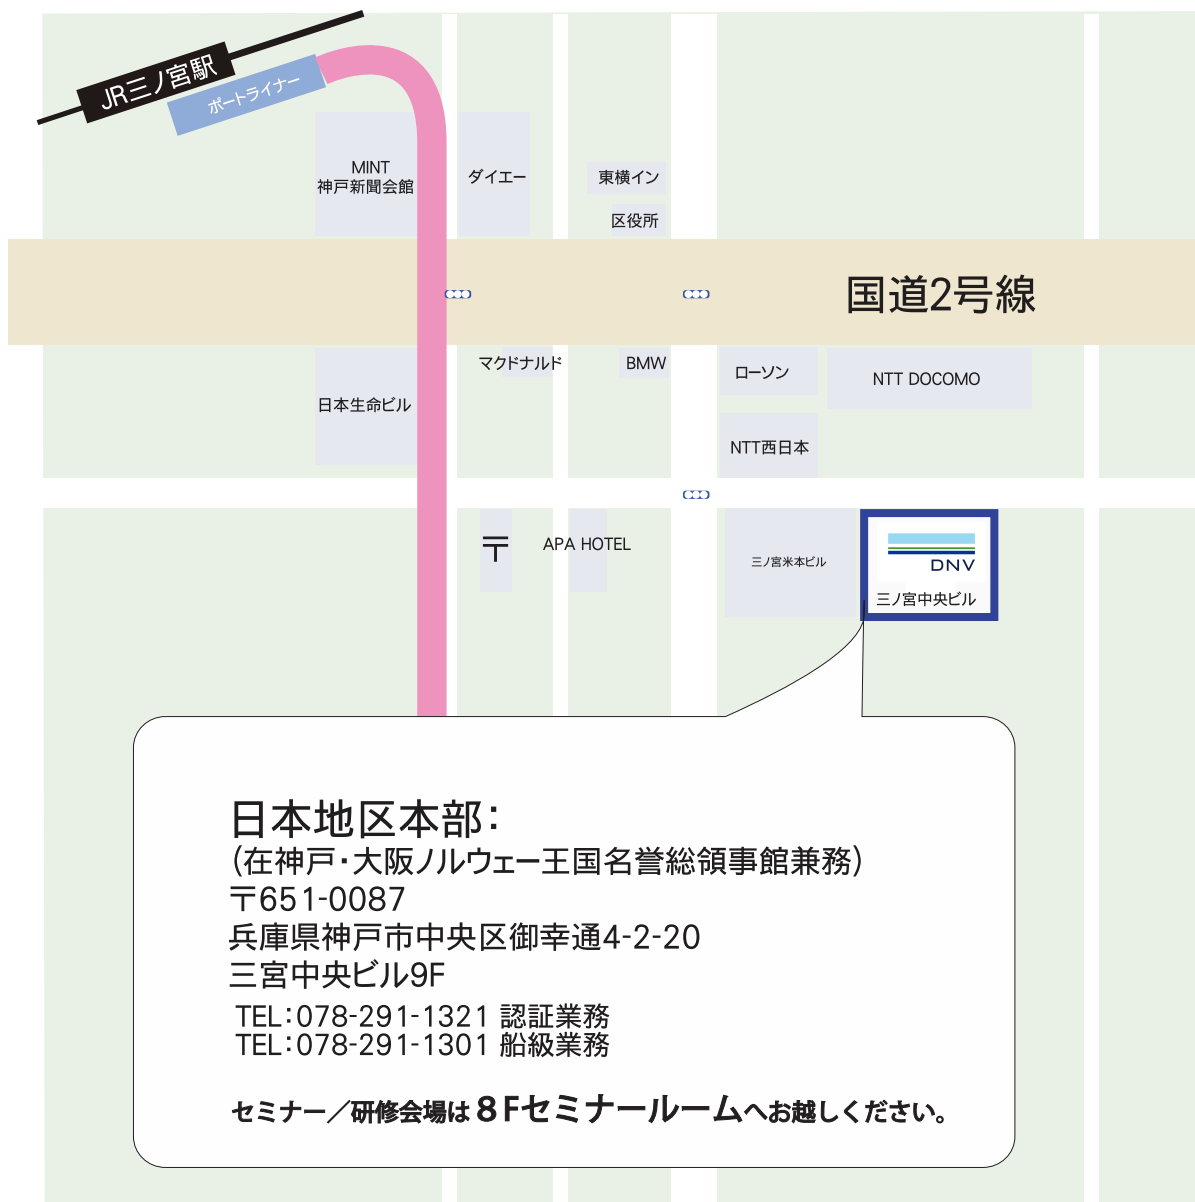 JR三ノ宮駅
ポートライナー
MINT
神戸新聞会館
ダイエー
東横イン
区役所
国道2号線
マクドナルド
BMW
ローソン
NTT DOCOMO
日本生命ビル
NTT西日本
〒
APA HOTEL
三ノ宮米本ビル
DNV
三ノ宮中央ビル
日本地区本部：
(在神戸・大阪ノルウェー王国名誉総領事館兼務)
〒651-0087
兵庫県神戸市中央区御幸通4-2-20
三宮中央ビル9F
TEL：078-291-1321 認証業務
TEL：078-291-1301 船級業務
セミナー／研修会場は８Fセミナールームへお越しください。